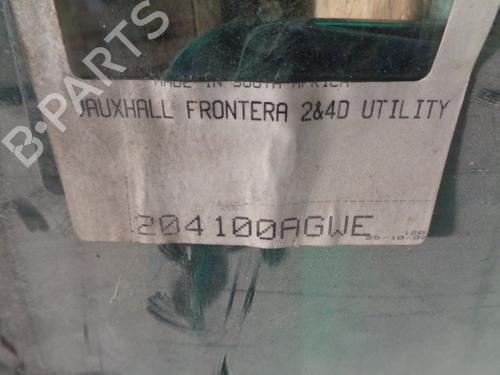 MADE IN SOUTH AFRICA
VAUXHALL FRONTERA 2&4D UTILITY
204100AGWE
B-PARTS